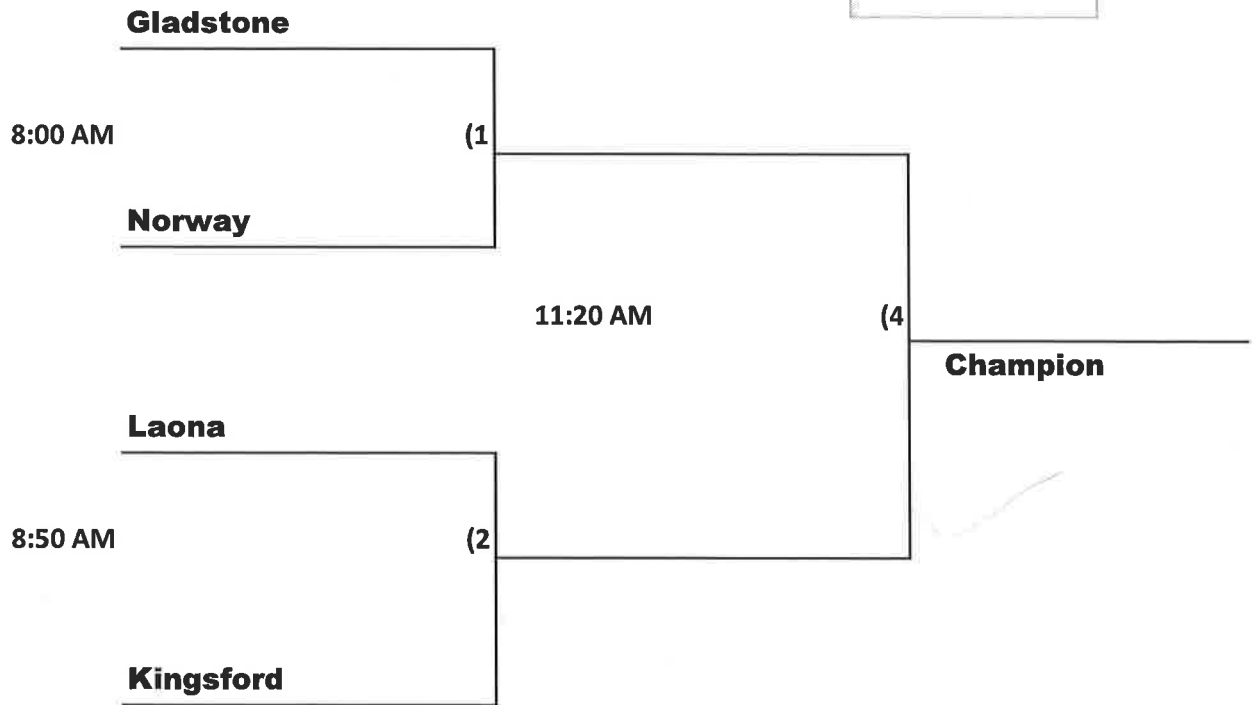 Gladstone
8:00 AM (1
Norway
11:20 AM (4
Champion
Laona
8:50 AM (2
Kingsford